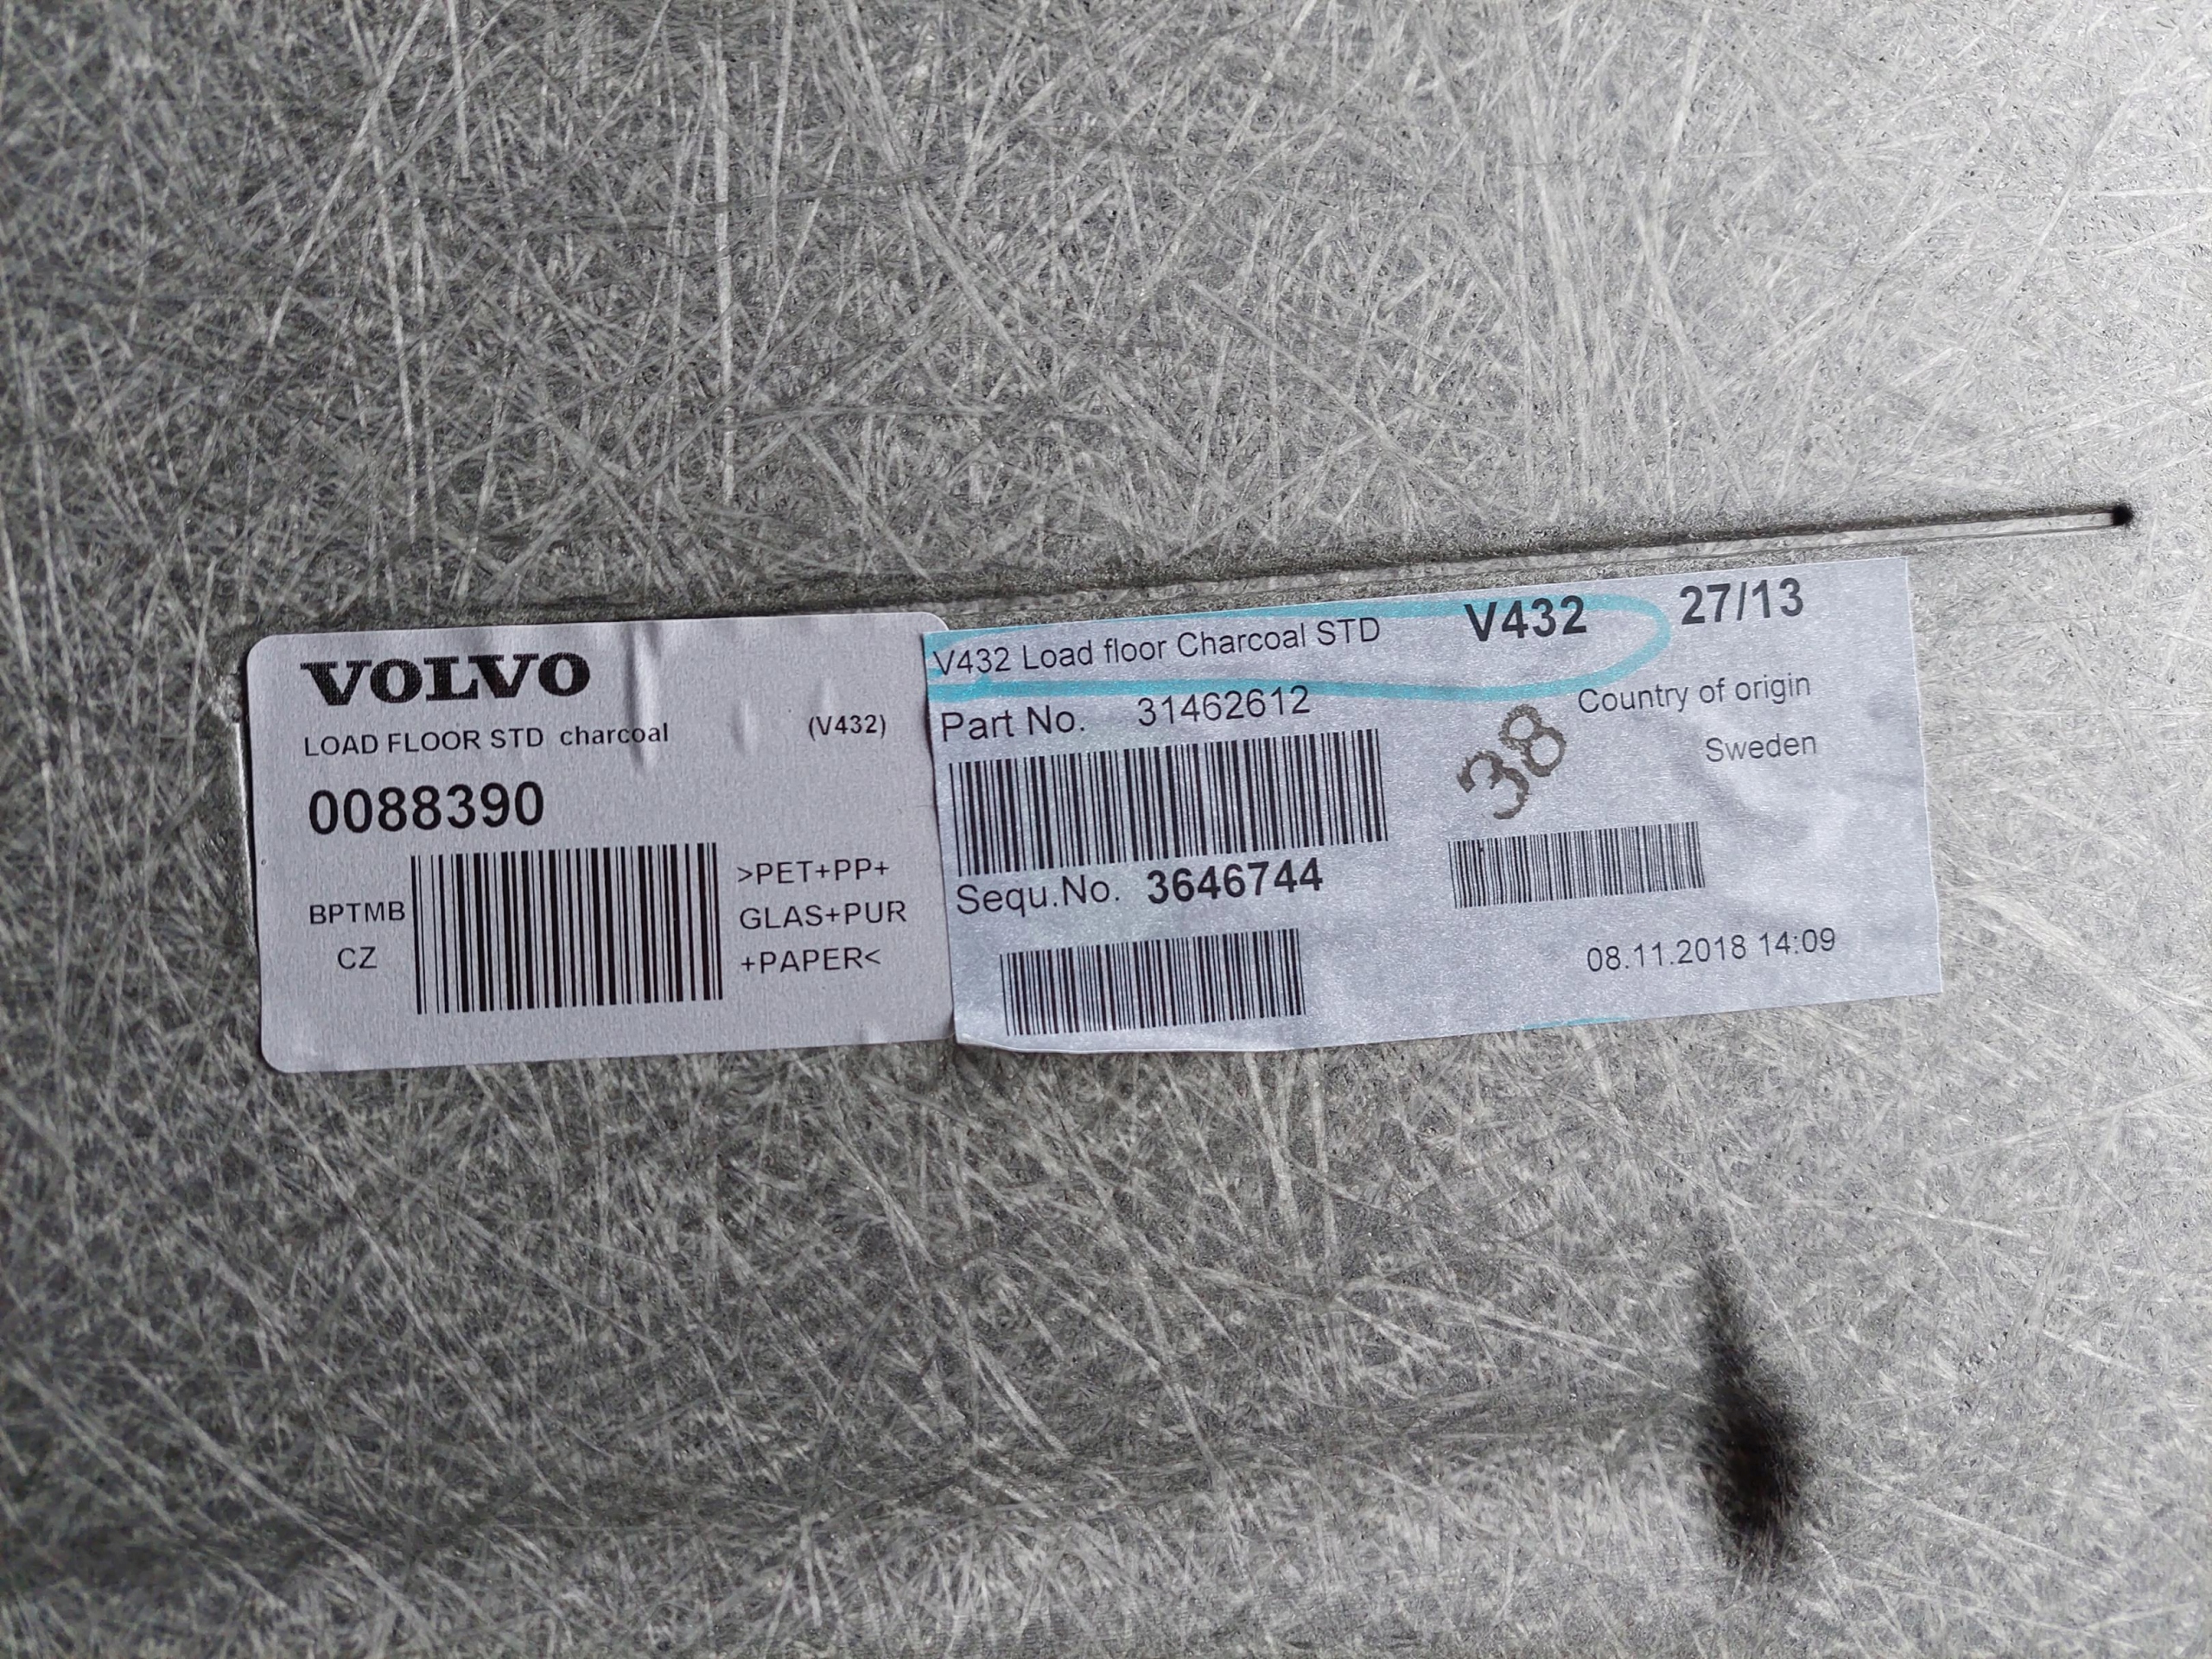 VOLVO
LOAD FLOOR STD charcoal (V432)
0088390
BPTMB
CZ
>PET+PP+
GLAS+PUR
+PAPER<
V432 Load floor Charcoal STD V432 27/13
Part No. 31462612
Country of origin
Sweden
38
Sequ.No. 3646744
08.11.2018 14:09